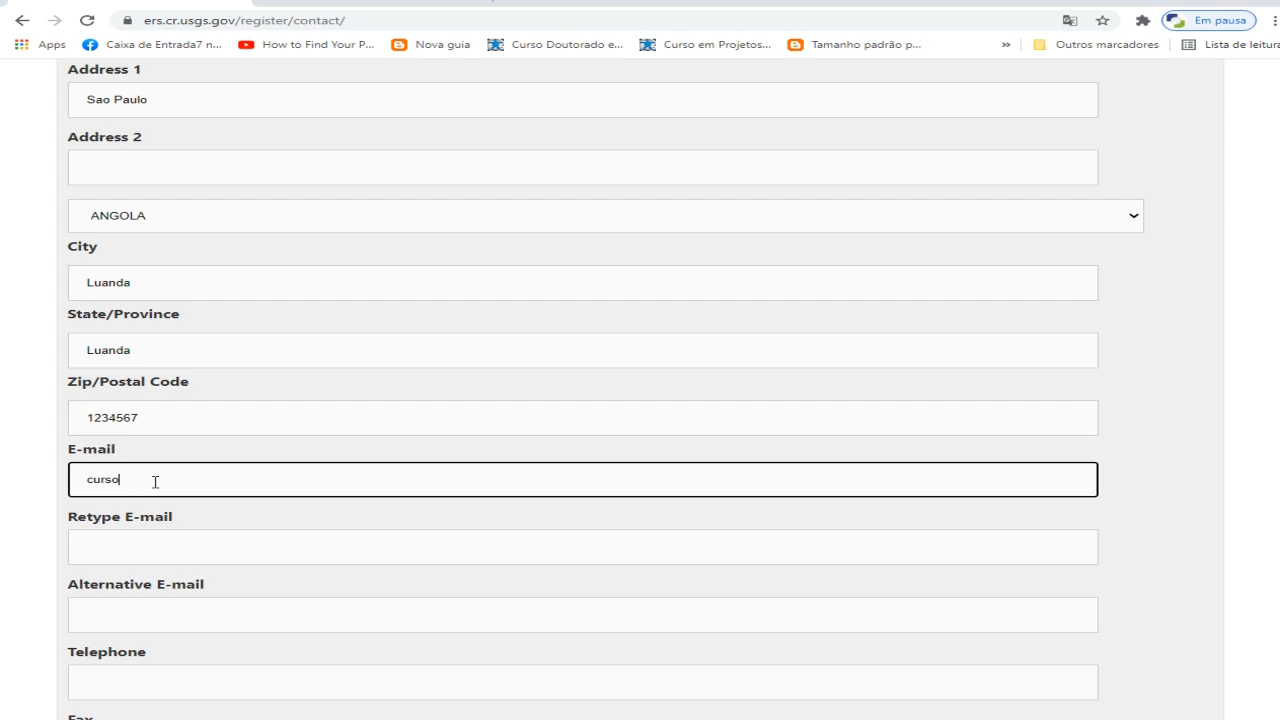 ers.cr.usgs.gov/register/contact/
Em pausa
Apps
Caixa de Entrada7 n...
How to Find Your P...
Nova guia
Curso Doutorado e...
Curso em Projetos...
Tamanho padrão p...
»
Outros marcadores
Lista de leitura
Address 1
Sao Paulo
Address 2
ANGOLA
City
Luanda
State/Province
Luanda
Zip/Postal Code
1234567
E-mail
curso
Retype E-mail
Alternative E-mail
Telephone
Fax